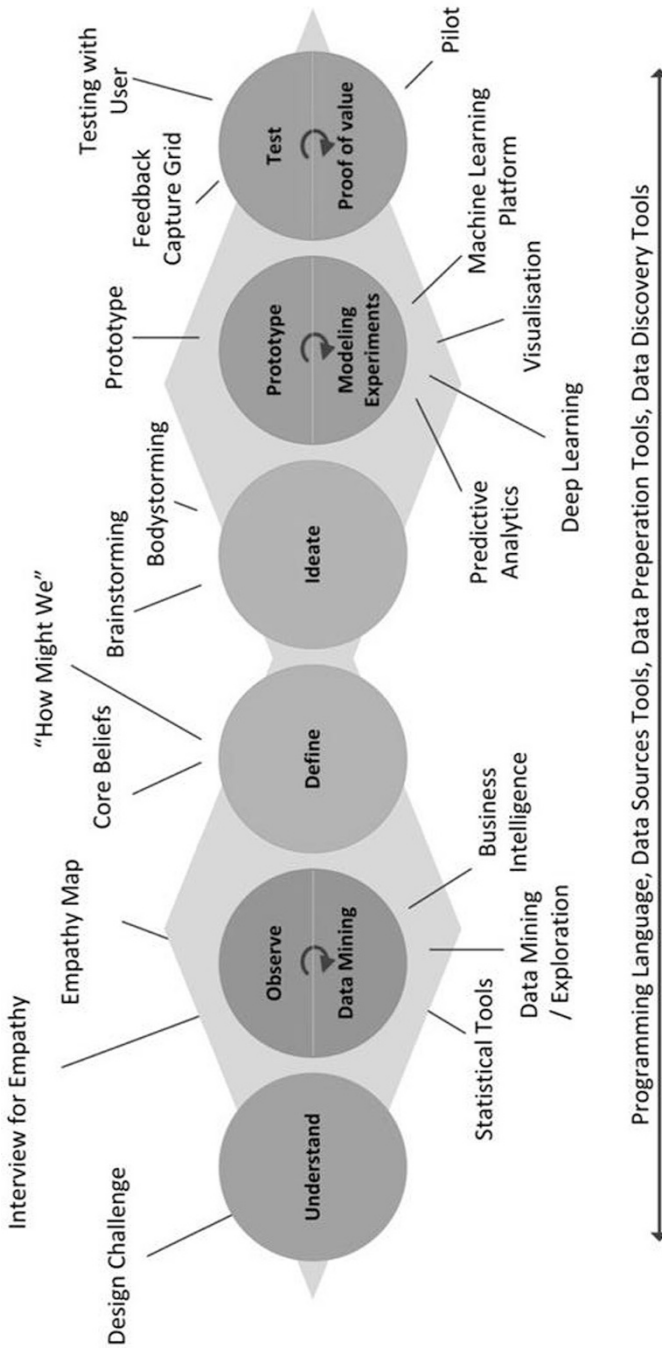 Interview for Empathy
Design Challenge
Empathy Map
Core Beliefs
“How Might We”
Brainstorming
Bodystorming
Prototype
Feedback
Capture Grid
Testing with
User
Understand
Observe
Data Mining
Define
Ideate
Prototype
Modeling
Experiments
Test
Proof of value
Statistical Tools
Data Mining
/ Exploration
Business
Intelligence
Predictive
Analytics
Deep Learning
Visualisation
Machine Learning
Platform
Pilot
Programming Language, Data Sources Tools, Data Preperation Tools, Data Discovery Tools